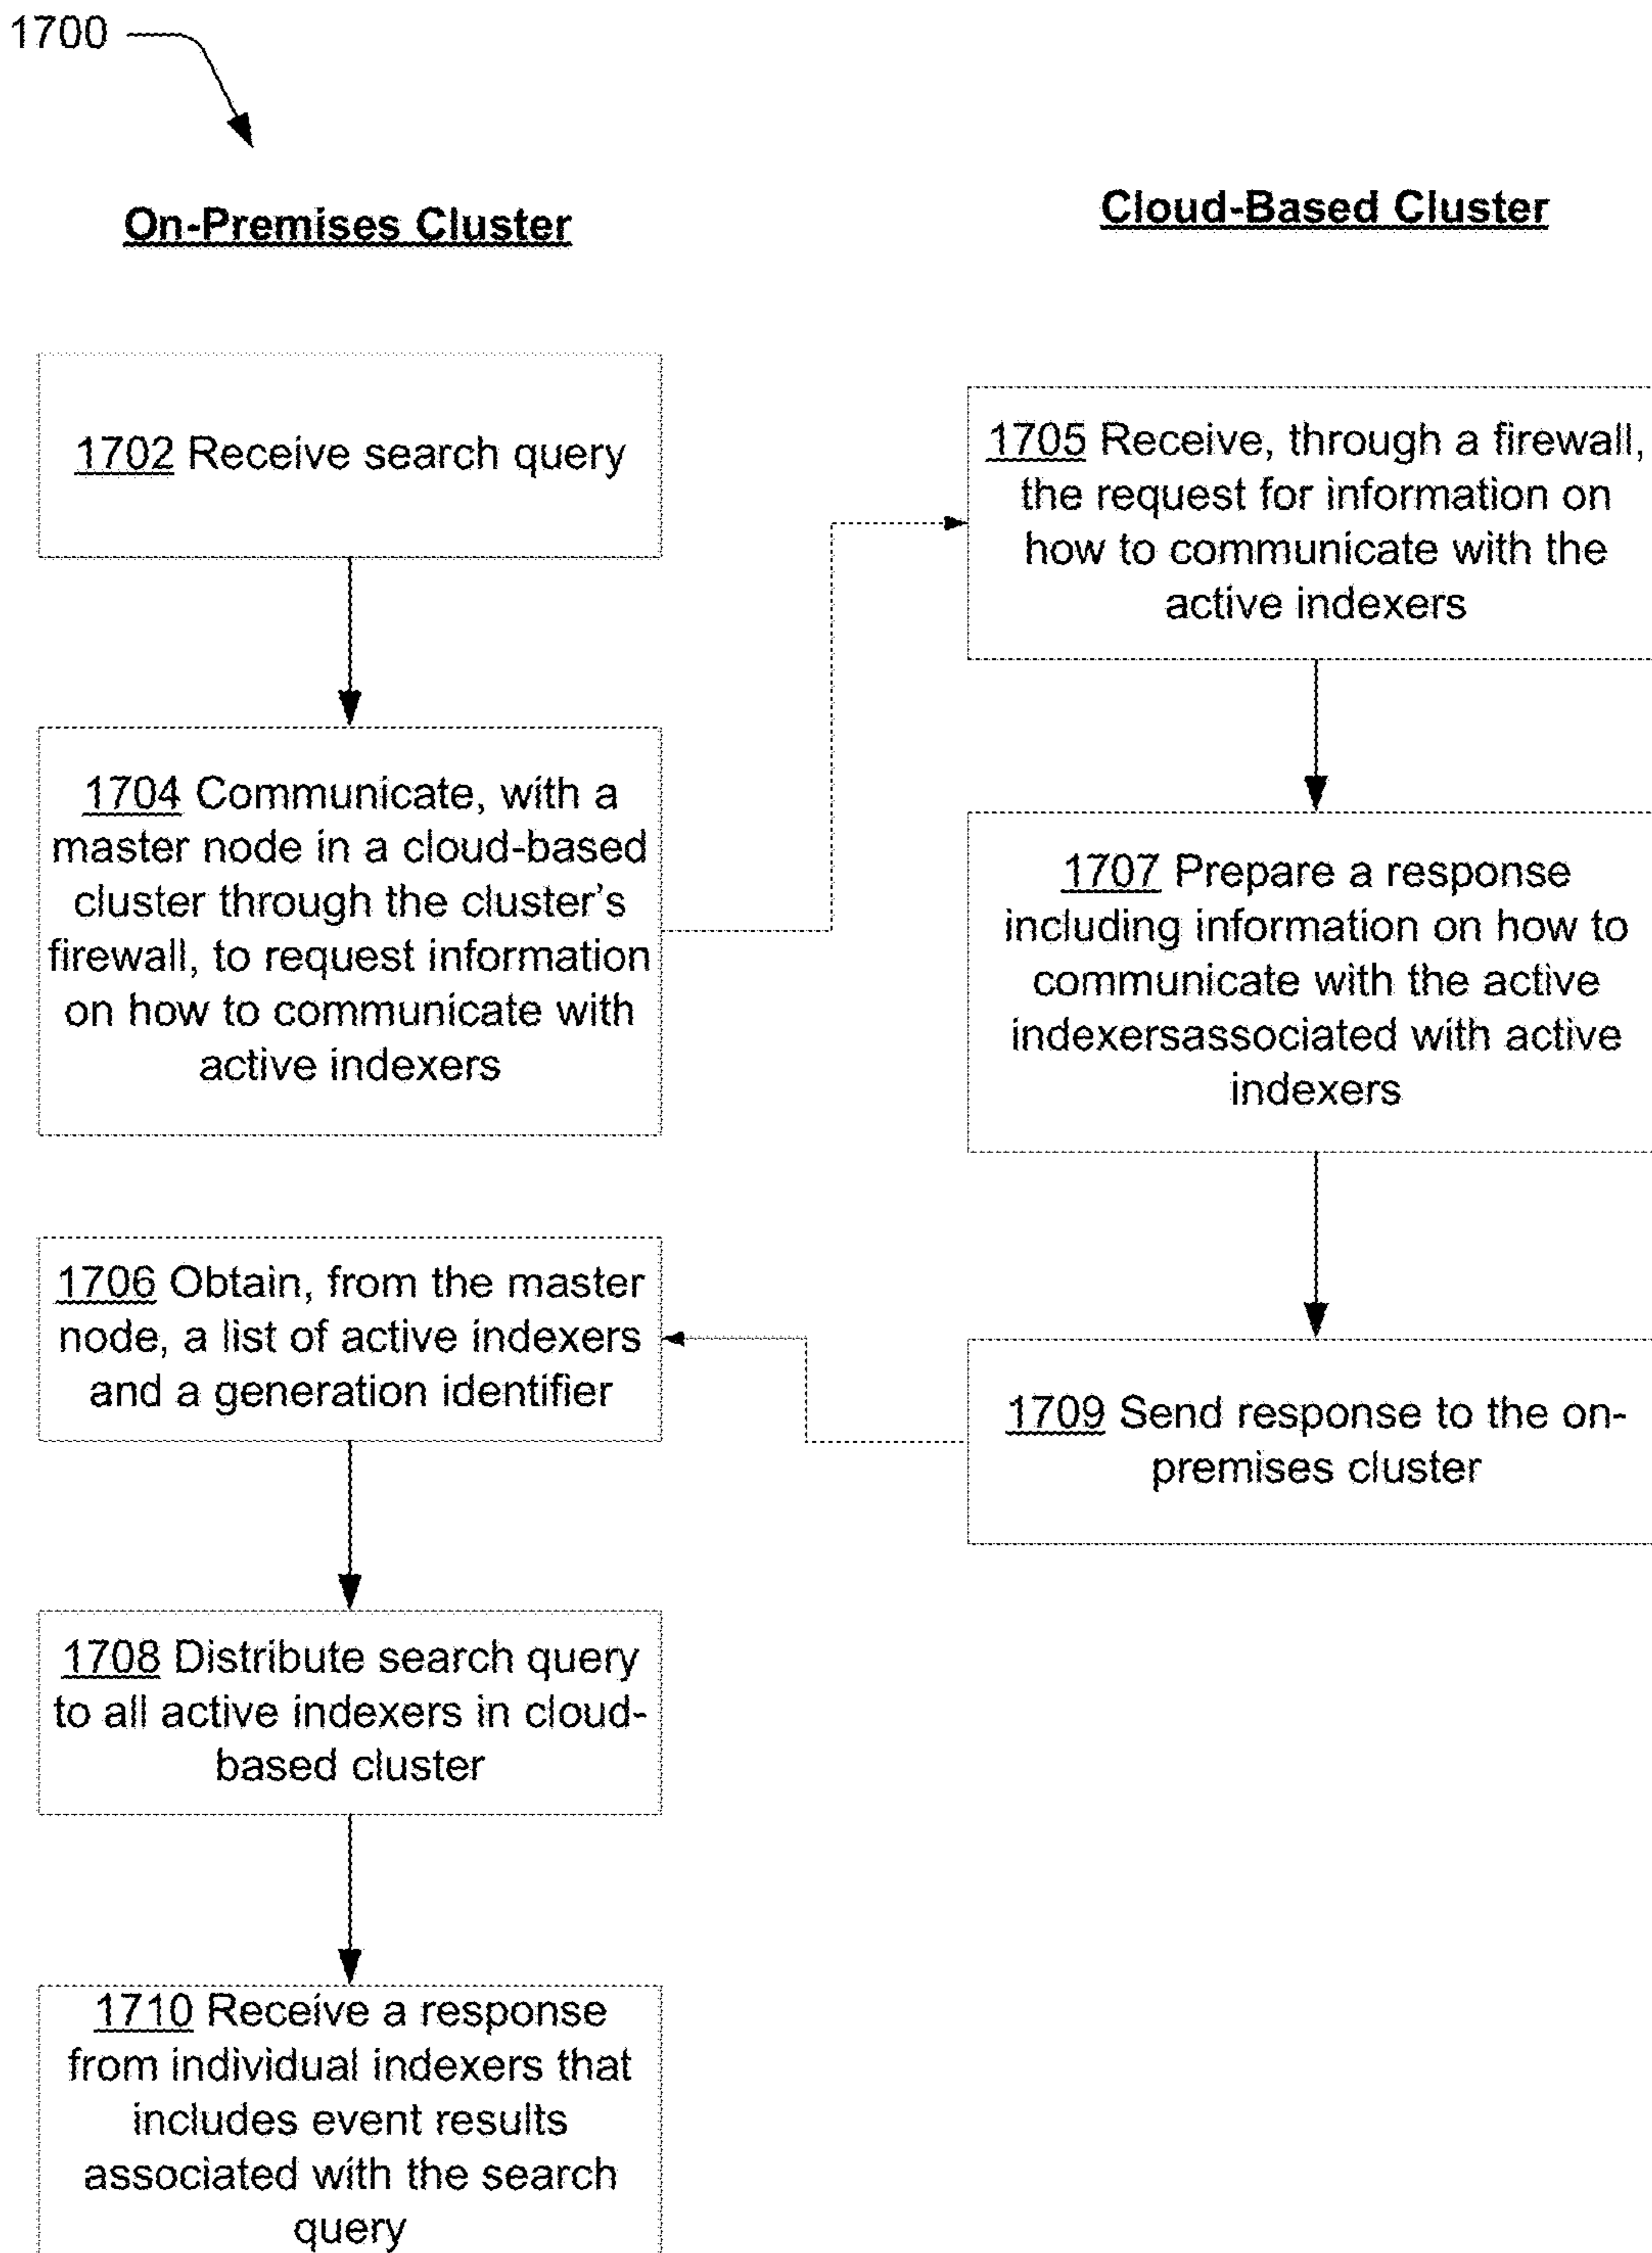 1700
On-Premises Cluster
Cloud-Based Cluster
1702 Receive search query
1704 Communicate, with a
master node in a cloud-based
cluster through the cluster's
firewall, to request information
on how to communicate with
active indexers
1705 Receive, through a firewall,
the request for information on
how to communicate with the
active indexers
1707 Prepare a response
including information on how to
communicate with the active
indexersassociated with active
indexers
1709 Send response to the on-
premises cluster
1706 Obtain, from the master
node, a list of active indexers
and a generation identifier
1708 Distribute search query
to all active indexers in cloud-
based cluster
1710 Receive a response
from individual indexers that
includes event results
associated with the search
query